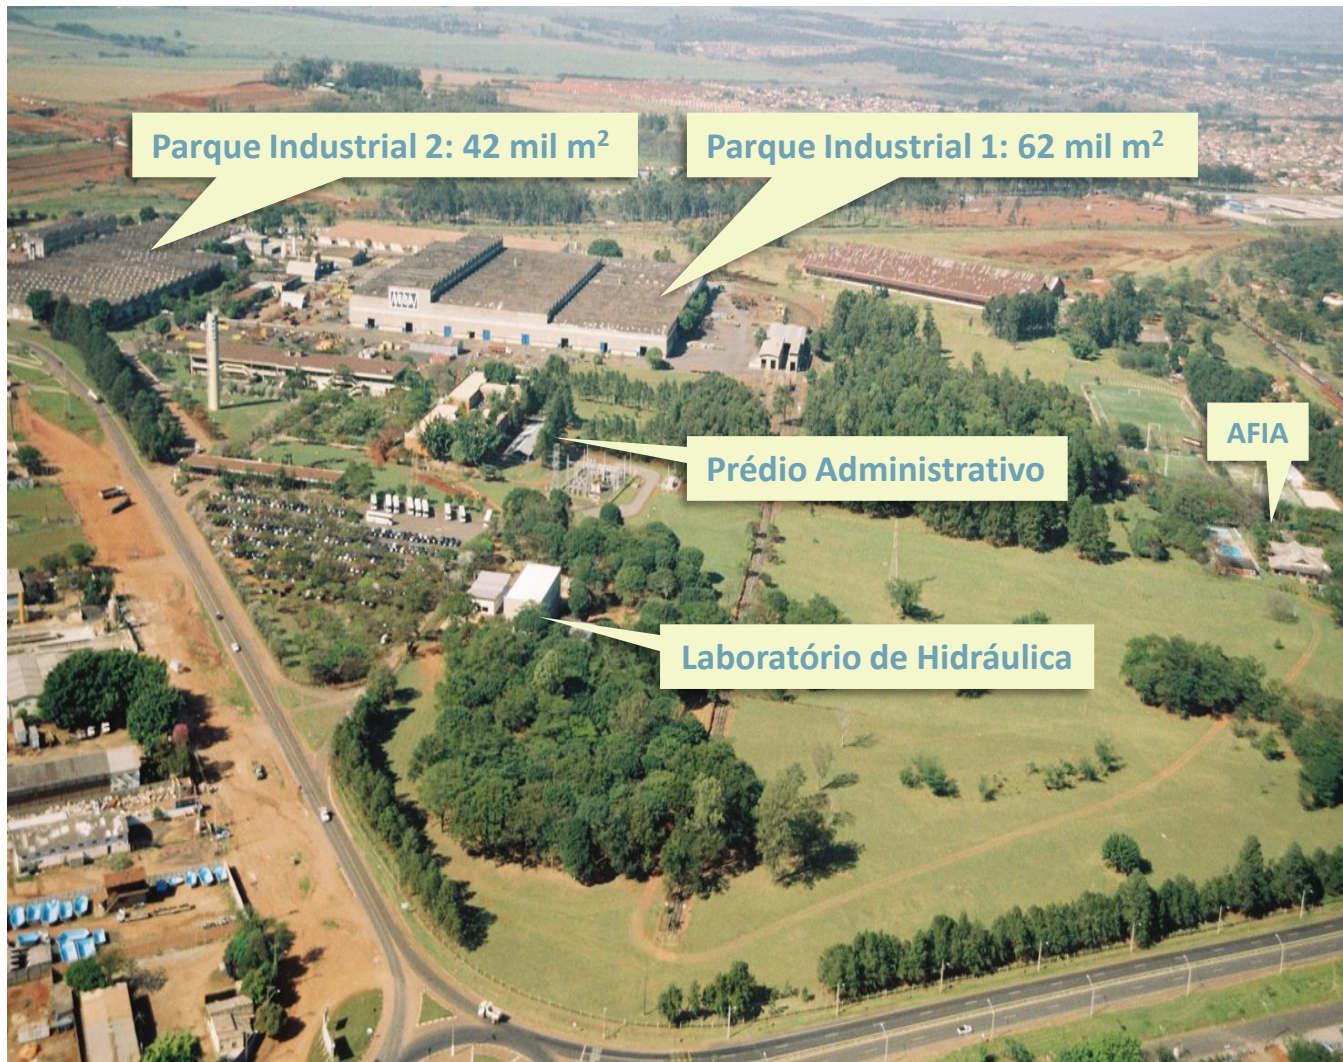 Parque Industrial 2: 42 mil m²
Parque Industrial 1: 62 mil m²
AFIA
Prédio Administrativo
Laboratório de Hidráulica